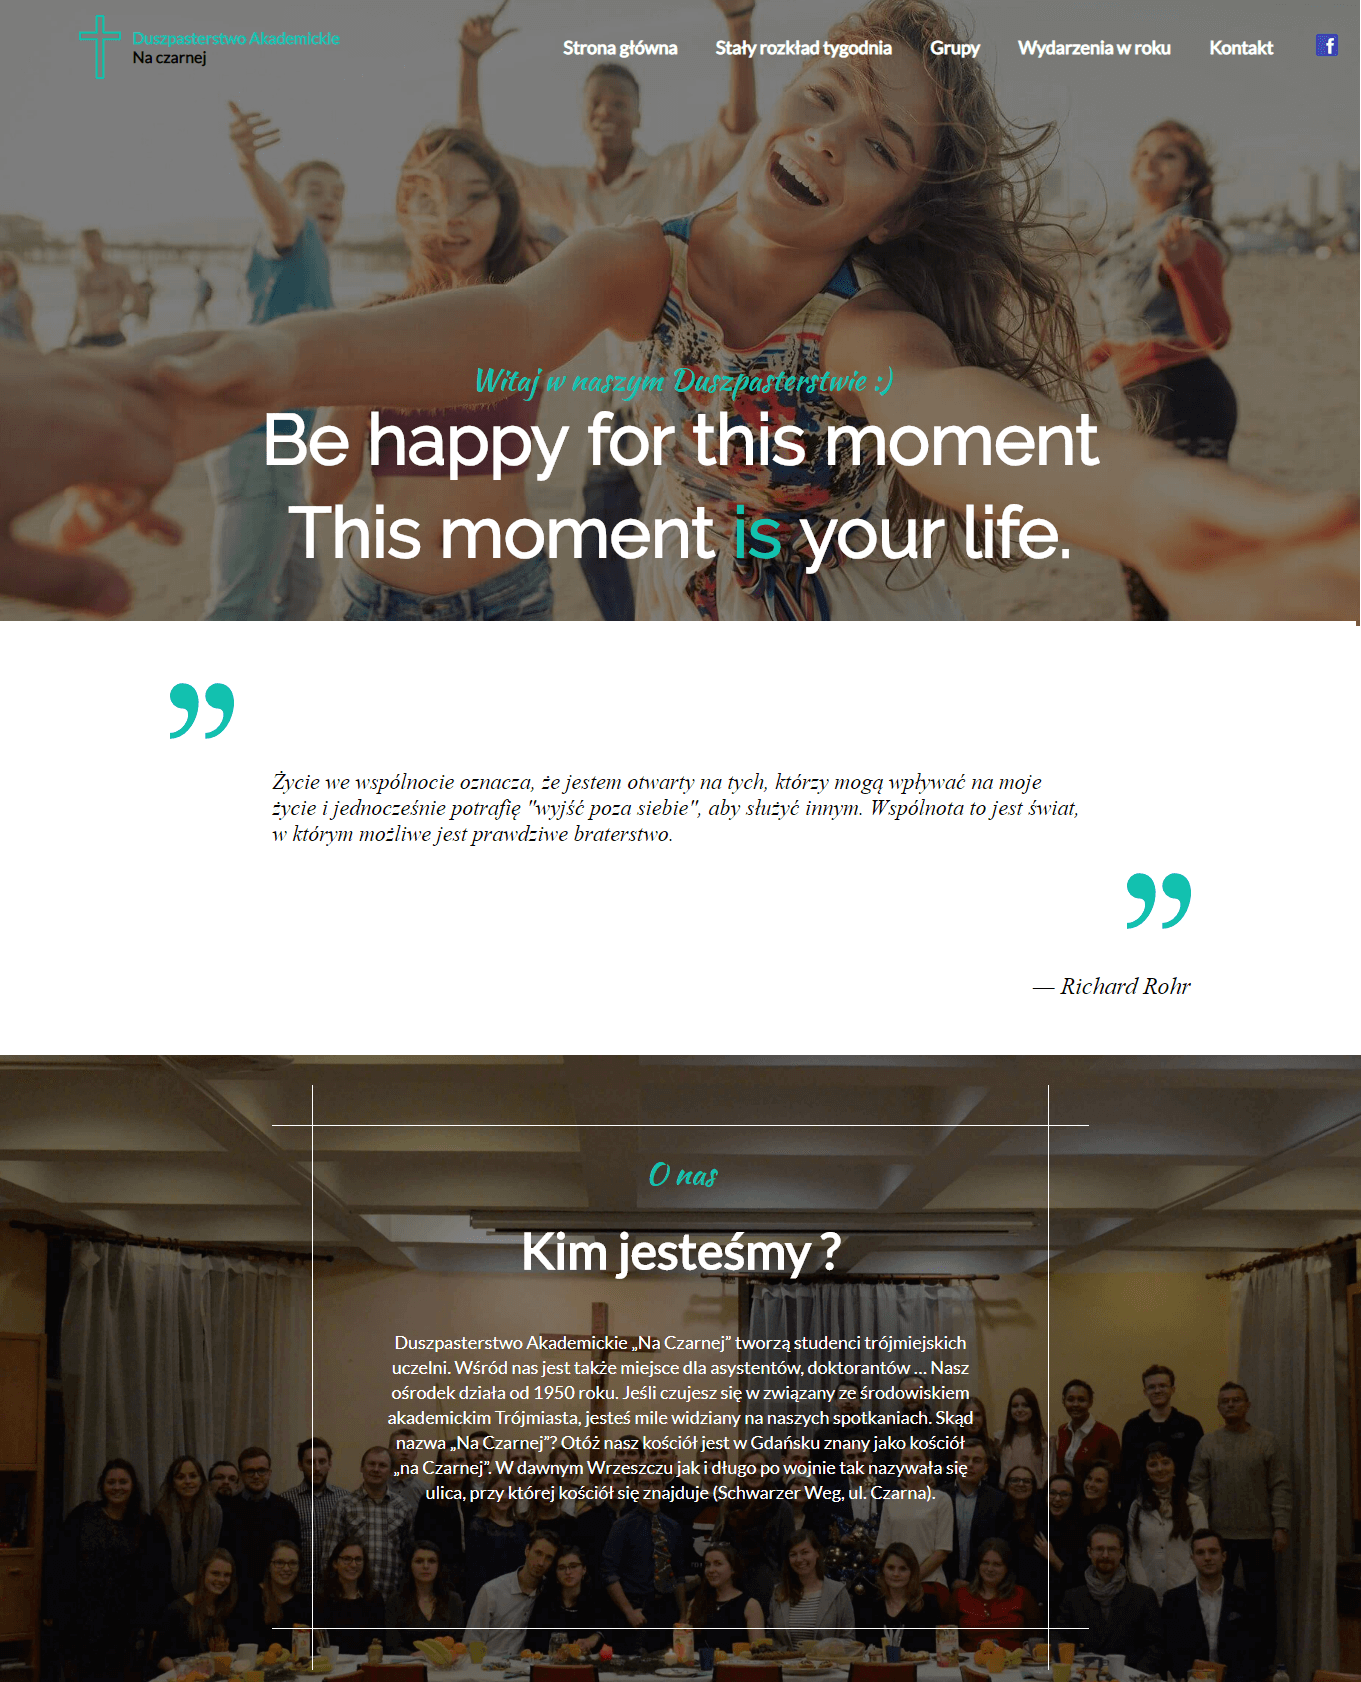 Duszpasterstwo Akademickie
Na czarnej
Strona główna Stały rozkład tygodnia Grupy Wydarzenia w roku Kontakt f
Witaj w naszym Duszpasterstwie :)
Be happy for this moment
This moment is your life.
”
Życie we wspólnocie oznacza, że jestem otwarty na tych, którzy mogą wpływać na moje
życie i jednocześnie potrafię "wyjść poza siebie", aby służyć innym. Wspólnota to jest świat,
w którym możliwe jest prawdziwe braterstwo.
”
— Richard Rohr
O nas
Kim jesteśmy ?
Duszpasterstwo Akademickie „Na Czarnej” tworzą studenci trójmiejskich
uczelni. Wśród nas jest także miejsce dla asystentów, doktorantów ... Nasz
ośrodek działa od 1950 roku. Jeśli czujesz się w związany ze środowiskiem
akademickim Trójmiasta, jesteś mile widziany na naszych spotkaniach. Skąd
nazwa „Na Czarnej”? Otóż nasz kościół jest w Gdańsku znany jako kościół
„na Czarnej”. W dawnym Wrzeszczu jak i długo po wojnie tak nazywała się
ulica, przy której kościół się znajduje (Schwarzer Weg, ul. Czarna).